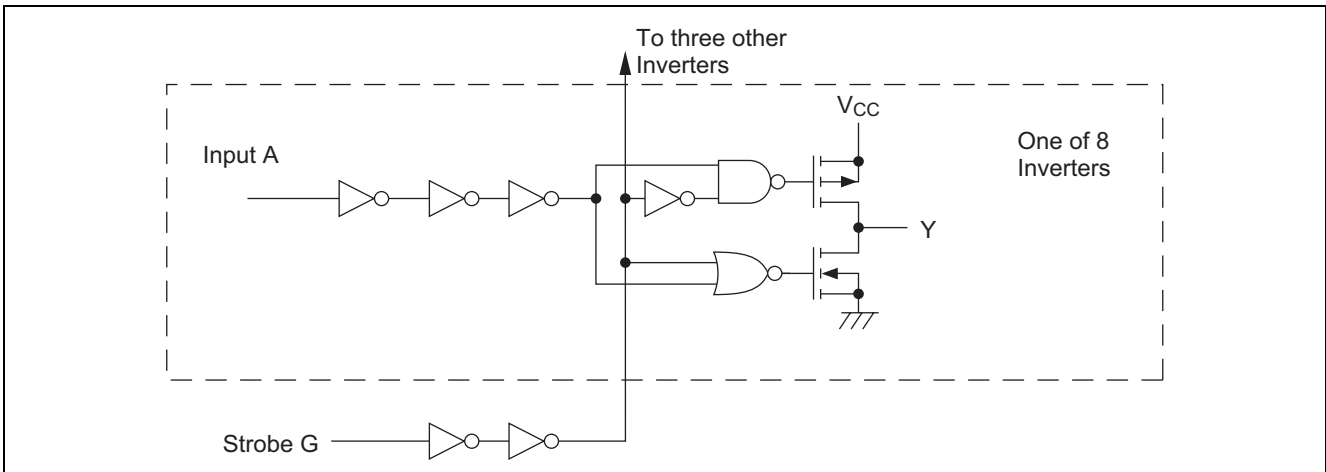 To three other
Inverters
VCC
Input A
One of 8
Inverters
Y
Strobe G